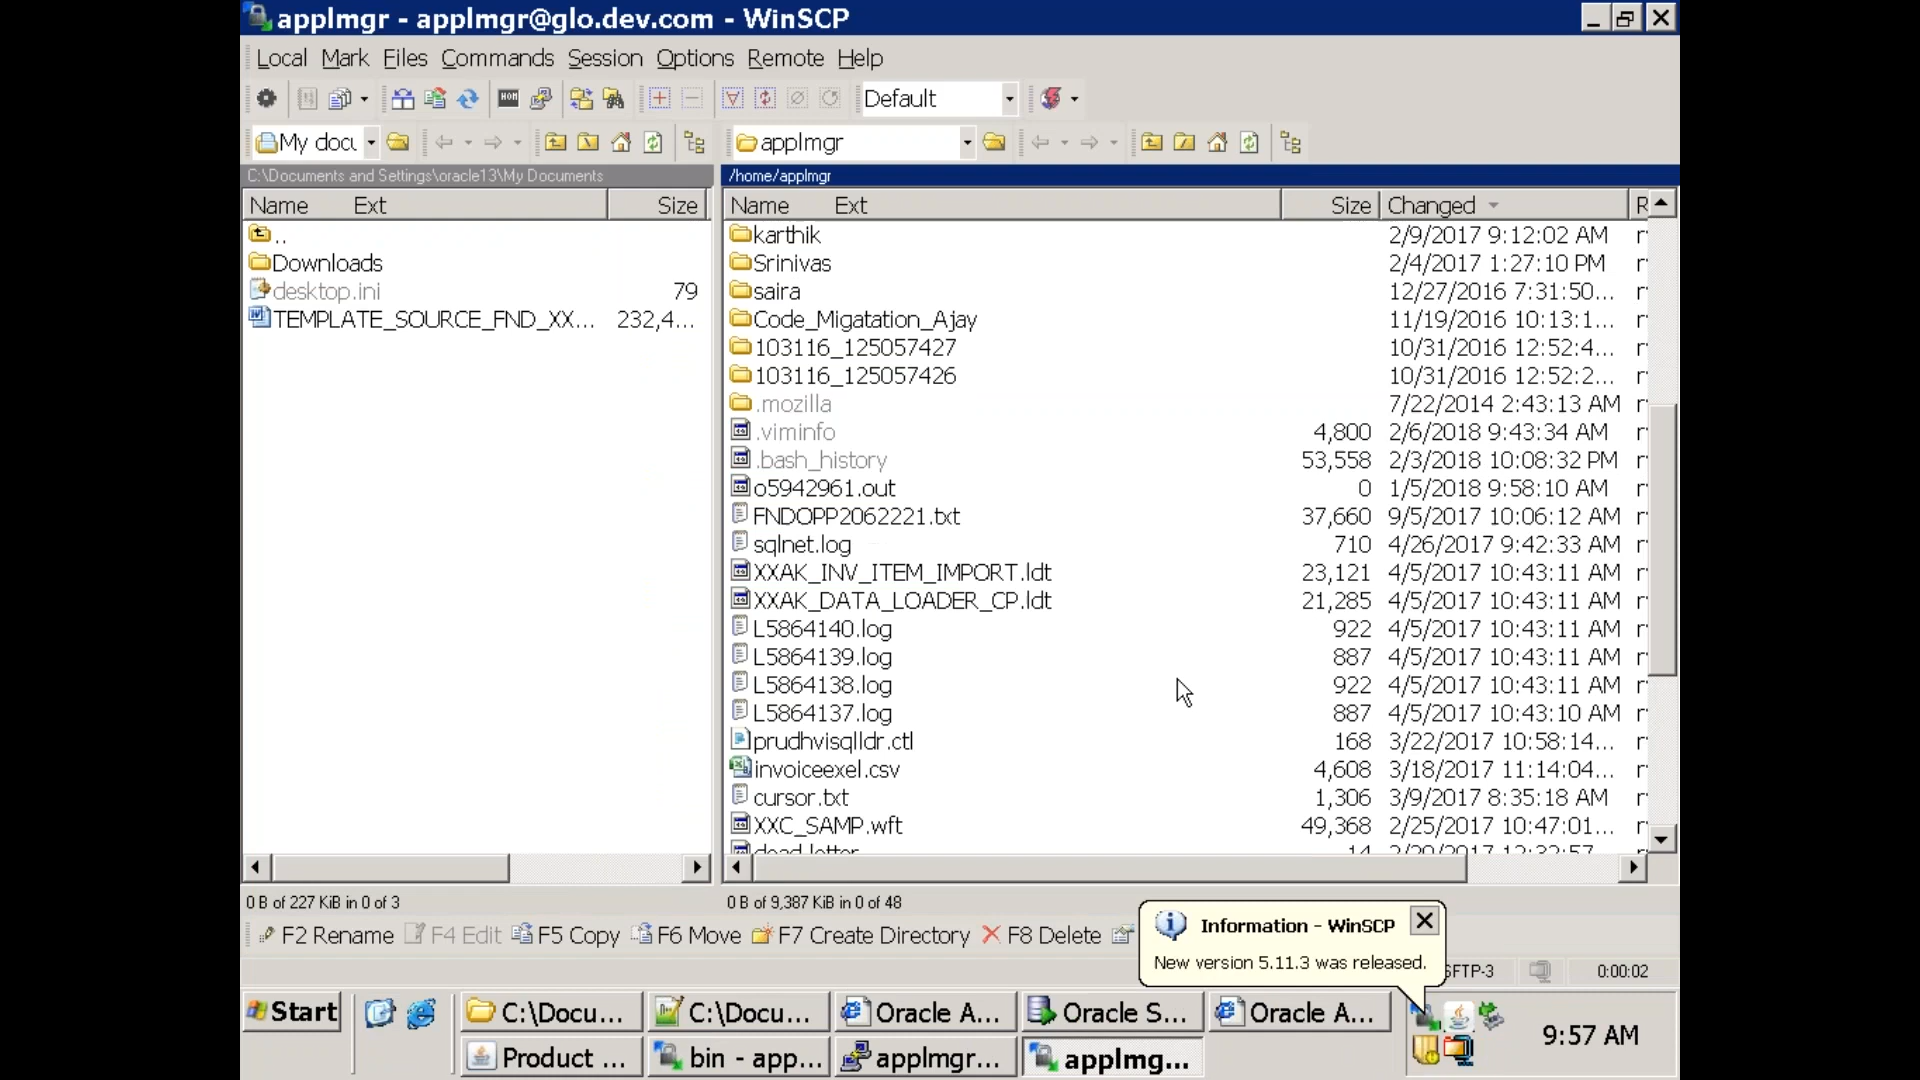 applmgr - applmgr@glo.dev.com - WinSCP
Local Mark Files Commands Session Options Remote Help
Default
My docu
applmgr
C:\Documents and Settings\oracle13\My Documents
Name Ext Size
..
Downloads
desktop.ini 79
TEMPLATE_SOURCE_FND_XX... 232,4...
/home/applmgr
Name Ext Size Changed R
karthik 2/9/2017 9:12:02 AM r
Srinivas 2/4/2017 1:27:10 PM r
saira 12/27/2016 7:31:50... r
Code_Migatation_Ajay 11/19/2016 10:13:1... r
103116_125057427 10/31/2016 12:52:4... r
103116_125057426 10/31/2016 12:52:2... r
.mozilla 7/22/2014 2:43:13 AM r
.viminfo 4,800 2/6/2018 9:43:34 AM r
.bash_history 53,558 2/3/2018 10:08:32 PM r
o5942961.out 0 1/5/2018 9:58:10 AM r
FNDOPP2062221.txt 37,660 9/5/2017 10:06:12 AM r
sqlnet.log 710 4/26/2017 9:42:33 AM r
XXAK_INV_ITEM_IMPORT.ldt 23,121 4/5/2017 10:43:11 AM r
XXAK_DATA_LOADER_CP.ldt 21,285 4/5/2017 10:43:11 AM r
L5864140.log 922 4/5/2017 10:43:11 AM r
L5864139.log 887 4/5/2017 10:43:11 AM r
L5864138.log 922 4/5/2017 10:43:11 AM r
L5864137.log 887 4/5/2017 10:43:10 AM r
prudhvisqlldr.ctl 168 3/22/2017 10:58:14... r
invoiceexel.csv 4,608 3/18/2017 11:14:04... r
cursor.txt 1,306 3/9/2017 8:35:18 AM r
XXC_SAMP.wft 49,368 2/25/2017 10:47:01... r
dead.letter 14 2/20/2017 12:32:57
0 B of 227 KiB in 0 of 3
0 B of 9,387 KiB in 0 of 48
F2 Rename F4 Edit F5 Copy F6 Move F7 Create Directory F8 Delete
Information - WinSCP
New version 5.11.3 was released.
SFTP-3 0:00:02
Start C:\Docu... C:\Docu... Oracle A... Oracle S... Oracle A...
Product ... bin - app... applmgr... applmg...
9:57 AM